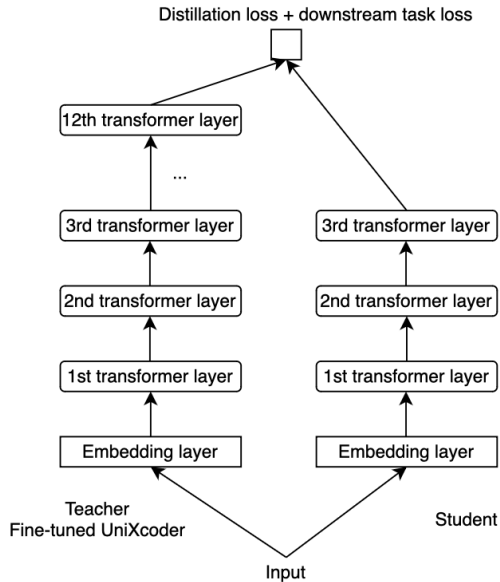 Distillation loss + downstream task loss
12th transformer layer
...
3rd transformer layer
2nd transformer layer
1st transformer layer
Embedding layer
Teacher
Fine-tuned UniXcoder
3rd transformer layer
2nd transformer layer
1st transformer layer
Embedding layer
Student
Input